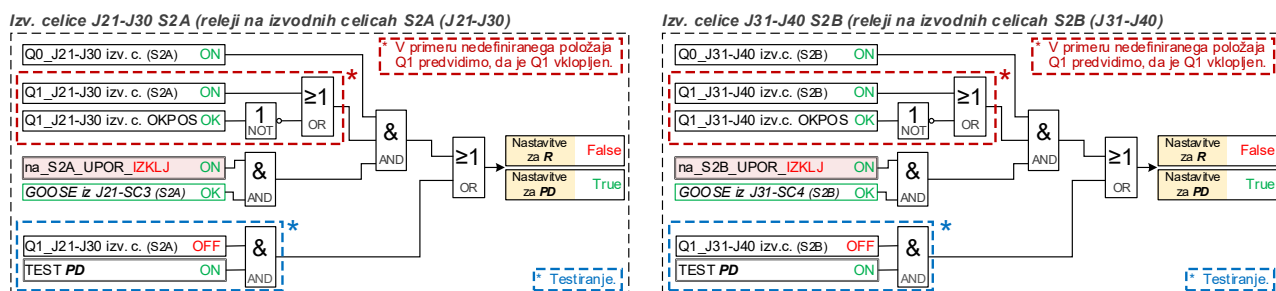 Izv. celice J21-J30 S2A (releji na izvodnih celicah S2A (J21-J30)
Q0_J21-J30 izv. c. (S2A) ON
* V primeru nedefiniranega položaja
Q1 predvidimo, da je Q1 vklopljen.
*
Q1_J21-J30 izv. c. (S2A) ON
≥1
OR
Q1_J21-J30 izv.c. OKPOS OK
1
NOT
&
AND
na_S2A_UPOR_IZKLJ ON
GOOSE iz J21-SC3 (S2A) OK
&
AND
≥1
OR
Nastavitve
za R
False
Nastavitve
za PD
True
*
Q1_J21-J30 izv. c. (S2A) OFF
TEST PD ON
&
AND
* Testiranje.
Izv. celice J31-J40 S2B (releji na izvodnih celicah S2B (J31-J40)
Q0_J31-J40 izv. c. (S2B) ON
* V primeru nedefiniranega položaja
Q1 predvidimo, da je Q1 vklopljen.
*
Q1_J31-J40 izv.c. (S2B) ON
≥1
OR
Q1_J31-J40 izv.c. OKPOS OK
1
NOT
&
AND
na_S2B_UPOR_IZKLJ ON
GOOSE iz J31-SC4 (S2B) OK
&
AND
≥1
OR
Nastavitve
za R
False
Nastavitve
za PD
True
*
Q1_J31-J40 izv.c. (S2B) OFF
TEST PD ON
&
AND
* Testiranje.